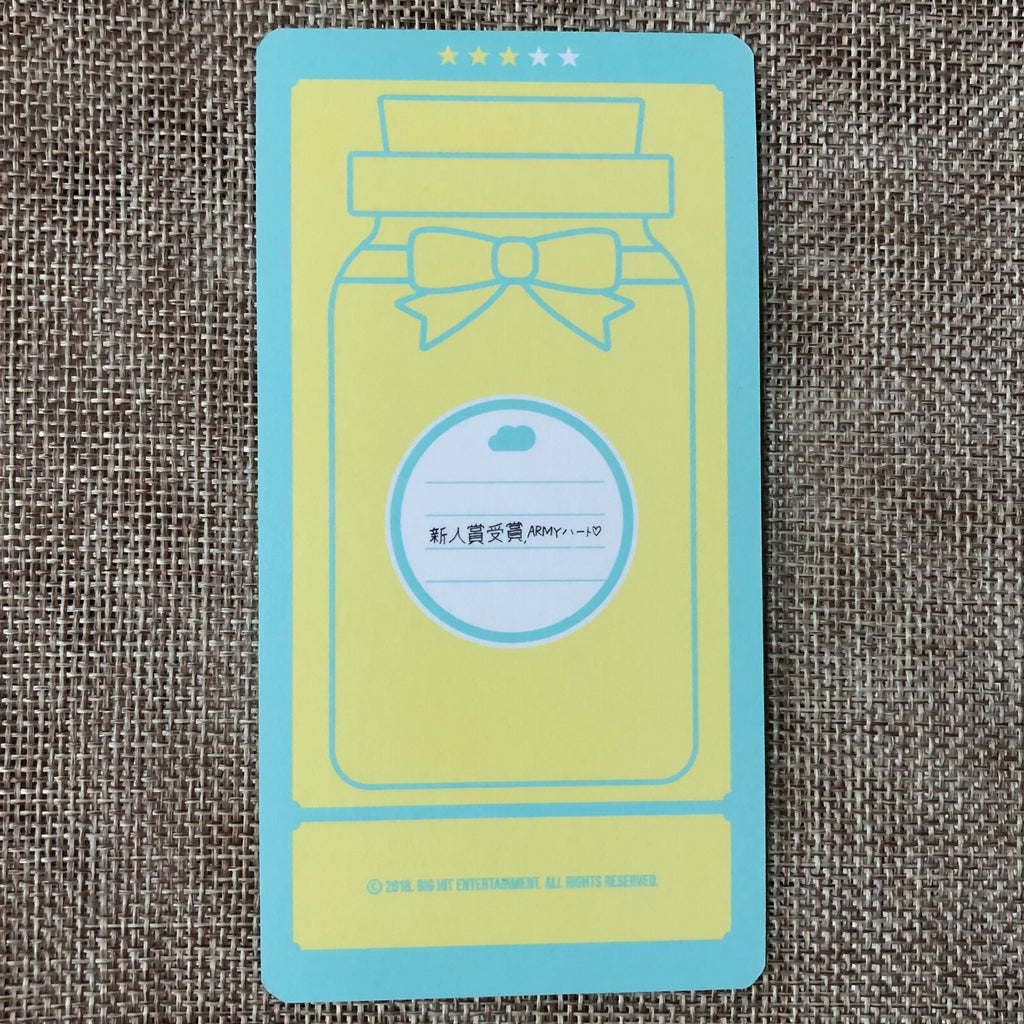 新人賞受賞,ARMYハート♡
© 2018. BIG HIT ENTERTAINMENT. ALL RIGHTS RESERVED.